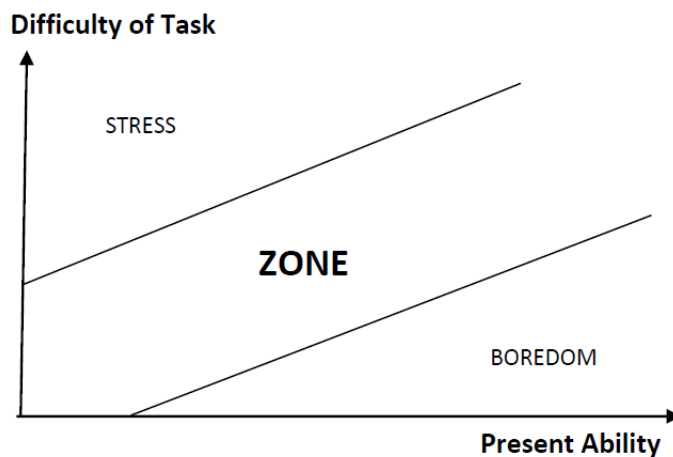 Difficulty of Task
STRESS
ZONE
BOREDOM
Present Ability